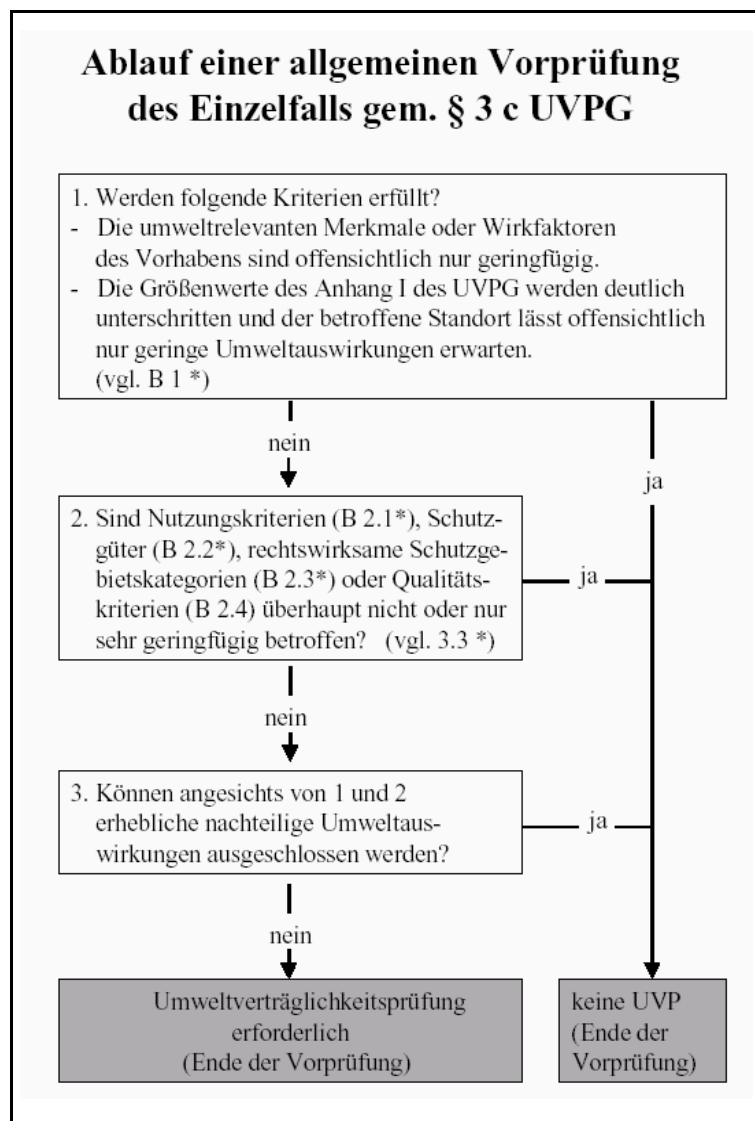 Ablauf einer allgemeinen Vorprüfung
des Einzelfalls gem. § 3 c UVPG
1. Werden folgende Kriterien erfüllt?
- Die umweltrelevanten Merkmale oder Wirkfaktoren
des Vorhabens sind offensichtlich nur geringfügig.
- Die Größenwerte des Anhang I des UVPG werden deutlich
unterschritten und der betroffene Standort lässt offensichtlich
nur geringe Umweltauswirkungen erwarten.
(vgl. B 1 *)
nein
ja
2. Sind Nutzungskriterien (B 2.1*), Schutz-
güter (B 2.2*), rechtswirksame Schutzge-
bietskategorien (B 2.3*) oder Qualitäts-
kriterien (B 2.4) überhaupt nicht oder nur
sehr geringfügig betroffen? (vgl. 3.3 *)
ja
nein
3. Können angesichts von 1 und 2
erhebliche nachteilige Umweltaus-
wirkungen ausgeschlossen werden?
ja
nein
Umweltverträglichkeitsprüfung
erforderlich
(Ende der Vorprüfung)
keine UVP
(Ende der
Vorprüfung)